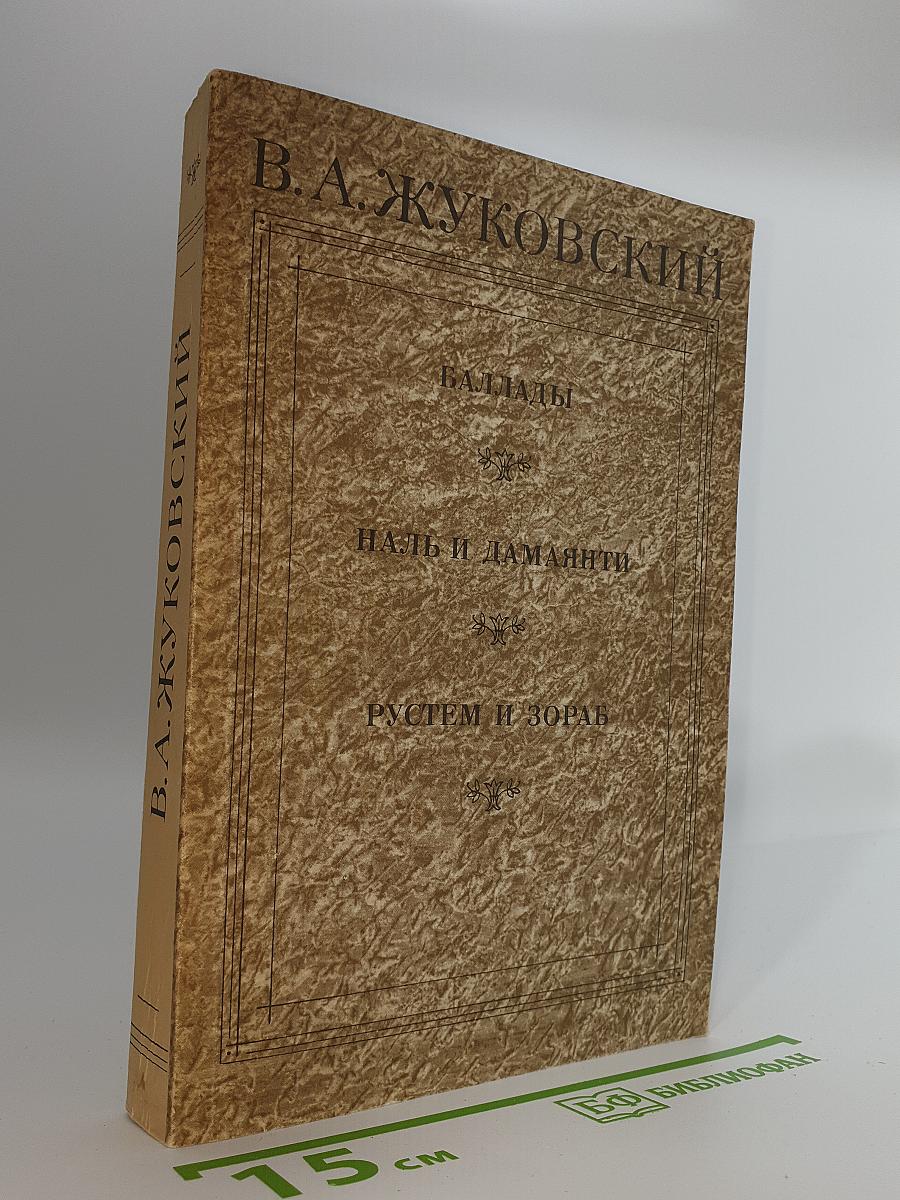 В. А. ЖУКОВСКИЙ
В. А. ЖУКОВСКИЙ
БАЛЛАДЫ
НАЛЬ И ДАМАЯНТИ
РУСТЕМ И ЗОРАБ
15 см
БФ БИБЛИОФАН